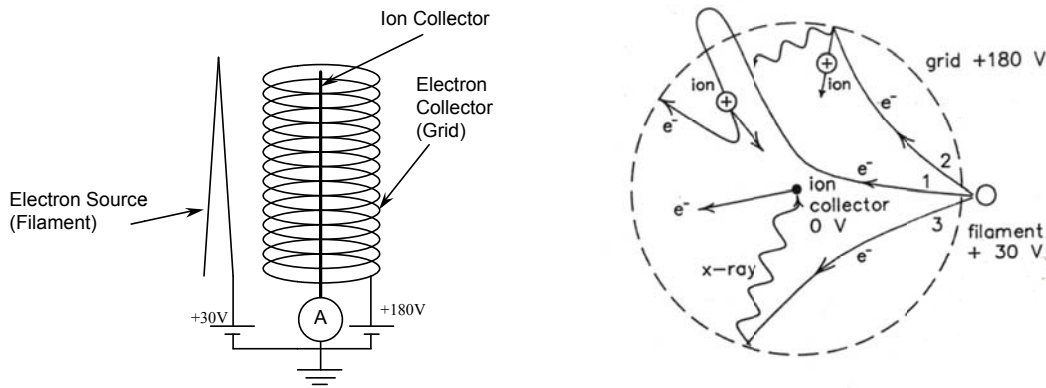 Ion Collector
Electron
Collector
(Grid)
Electron Source
(Filament)
+30V
A
+180V
grid +180 V
+
ion
+
ion
e-
e-
e-
2
1
3
e-
ion
collector
0 V
e-
x-ray
filament
+ 30 V